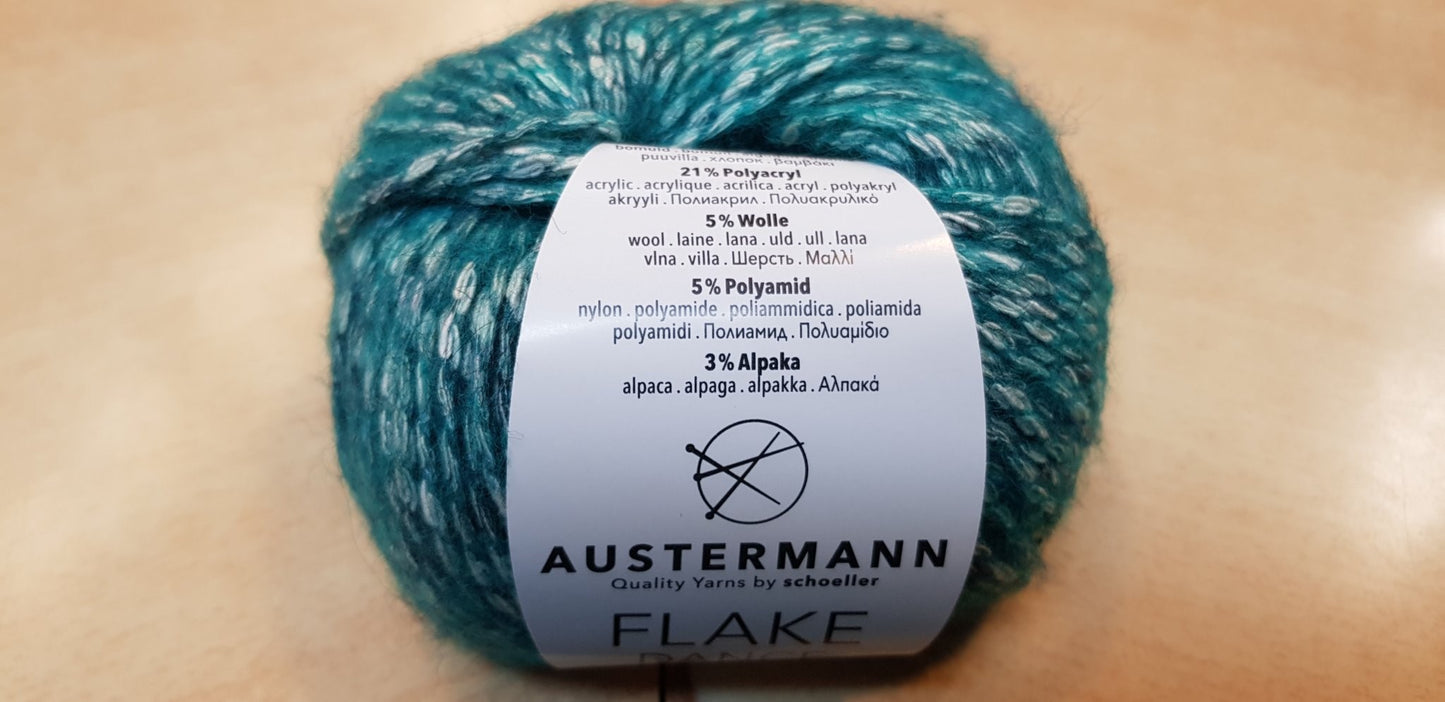 puuvilla . хлопок . βαμβάκι
21% Polyacryl
acrylic . acrylique . acrilica . acryl . polyakryl
akryyli . Полиакрил . Πολυακρυλικό
5% Wolle
wool . laine . lana . uld . ull . lana
vlna . villa . Шерсть . Μαλλί
5% Polyamid
nylon . polyamide . poliammidica . poliamida
polyamidi . Полиамид . Πολυαμίδιο
3% Alpaka
alpaca . alpaga . alpakka . Αλπακά
AUSTERMANN
Quality Yarns by schoeller
FLAKE